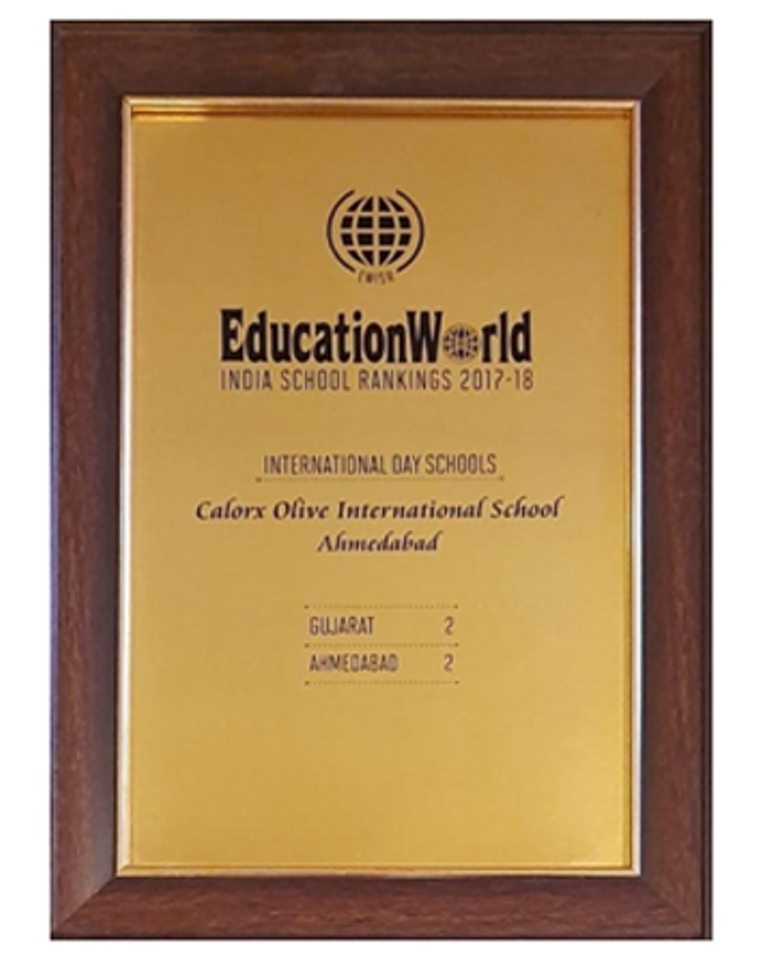 EWISR
EducationWorld
INDIA SCHOOL RANKINGS 2017-18
INTERNATIONAL DAY SCHOOLS
Calorx Olive International School
Ahmedabad
GUJARAT 2
AHMEDABAD 2